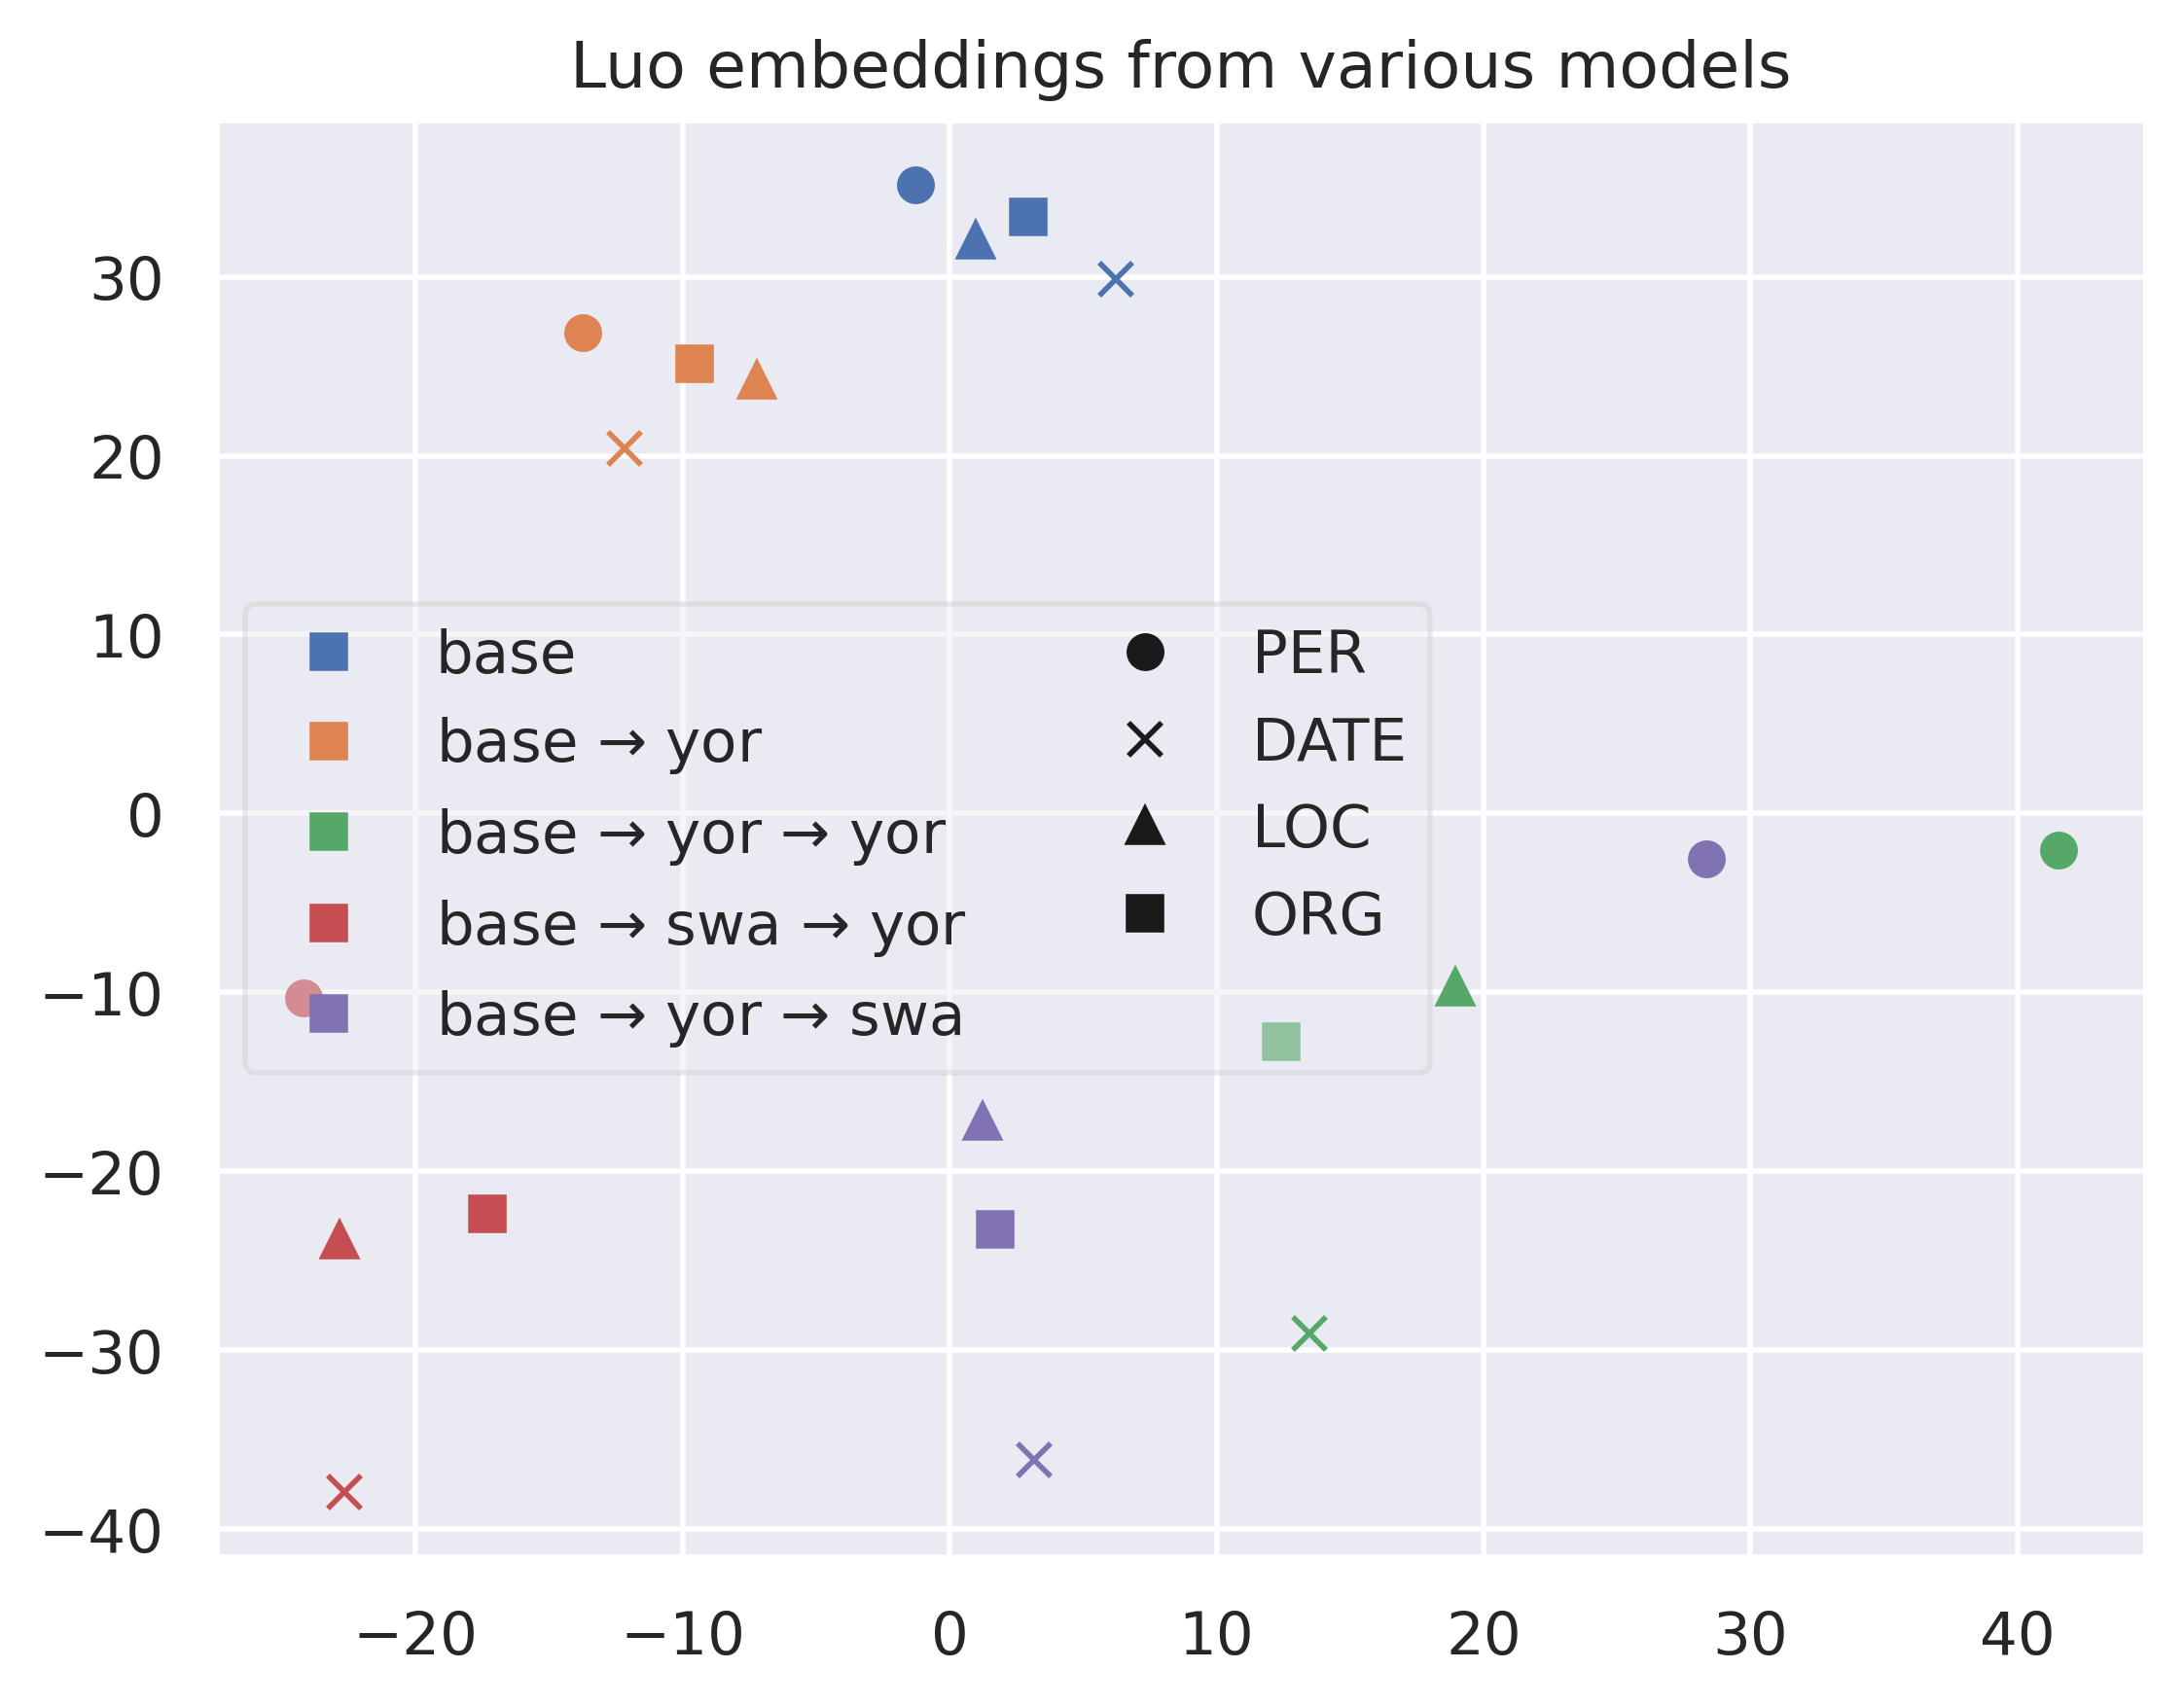 Luo embeddings from various models
30
20
10
0
−10
−20
−30
−40
base
base → yor
base → yor → yor
base → swa → yor
base → yor → swa
PER
DATE
LOC
ORG
−20 −10 0 10 20 30 40